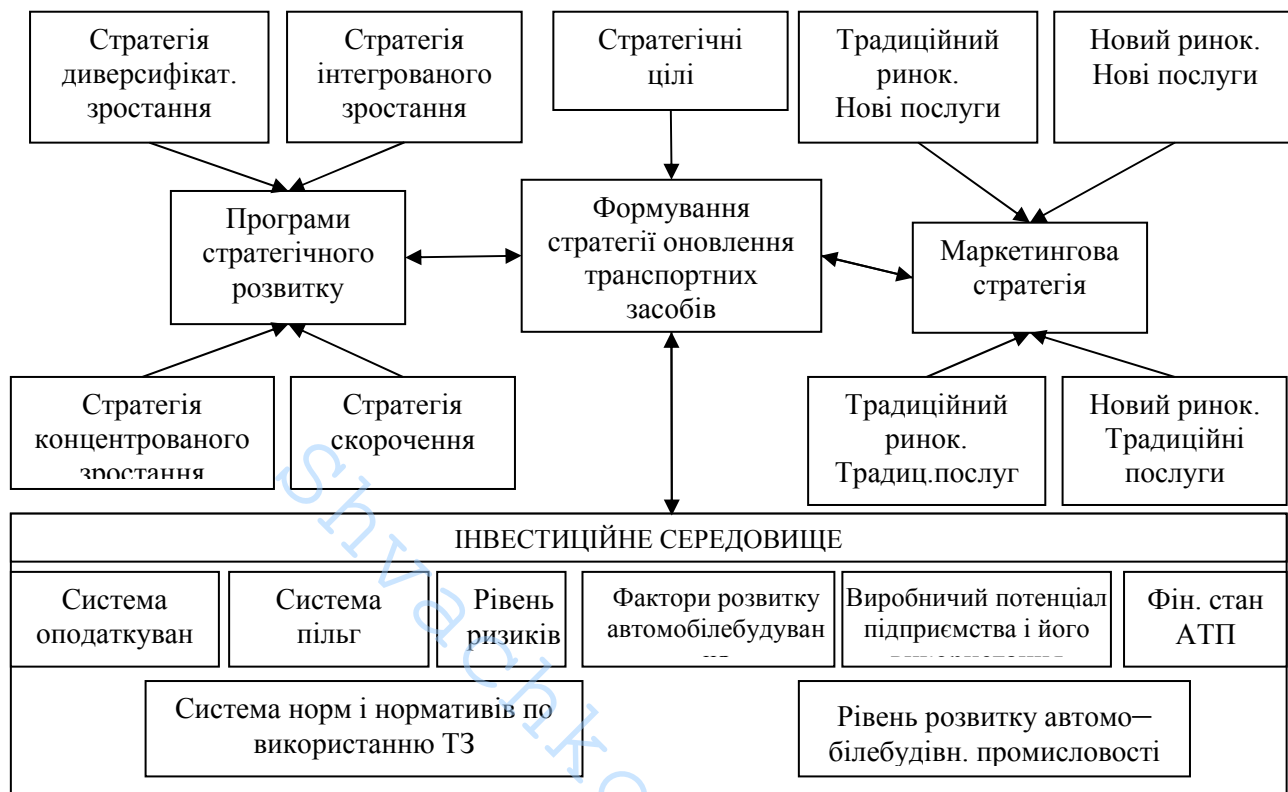 Стратегія
диверсифікат.
зростання
Стратегія
інтегрованого
зростання
Стратегічні
цілі
Традиційний
ринок.
Нові послуги
Новий ринок.
Нові послуги
Програми
стратегічного
розвитку
Формування
стратегії оновлення
транспортних
засобів
Маркетингова
стратегія
Стратегія
концентрованого
зростання
Стратегія
скорочення
Традиційний
ринок.
Традиц.послуг
Новий ринок.
Традиційні
послуги
ІНВЕСТИЦІЙНЕ СЕРЕДОВИЩЕ
Система
оподаткуван
Система
пільг
Рівень
ризиків
Фактори розвитку
автомобілебудуван
Виробничий потенціал
підприємства і його
Фін. стан
АТП
Система норм і нормативів по
використанню ТЗ
Рівень розвитку автомо–
білебудівн. промисловості
Shvachko